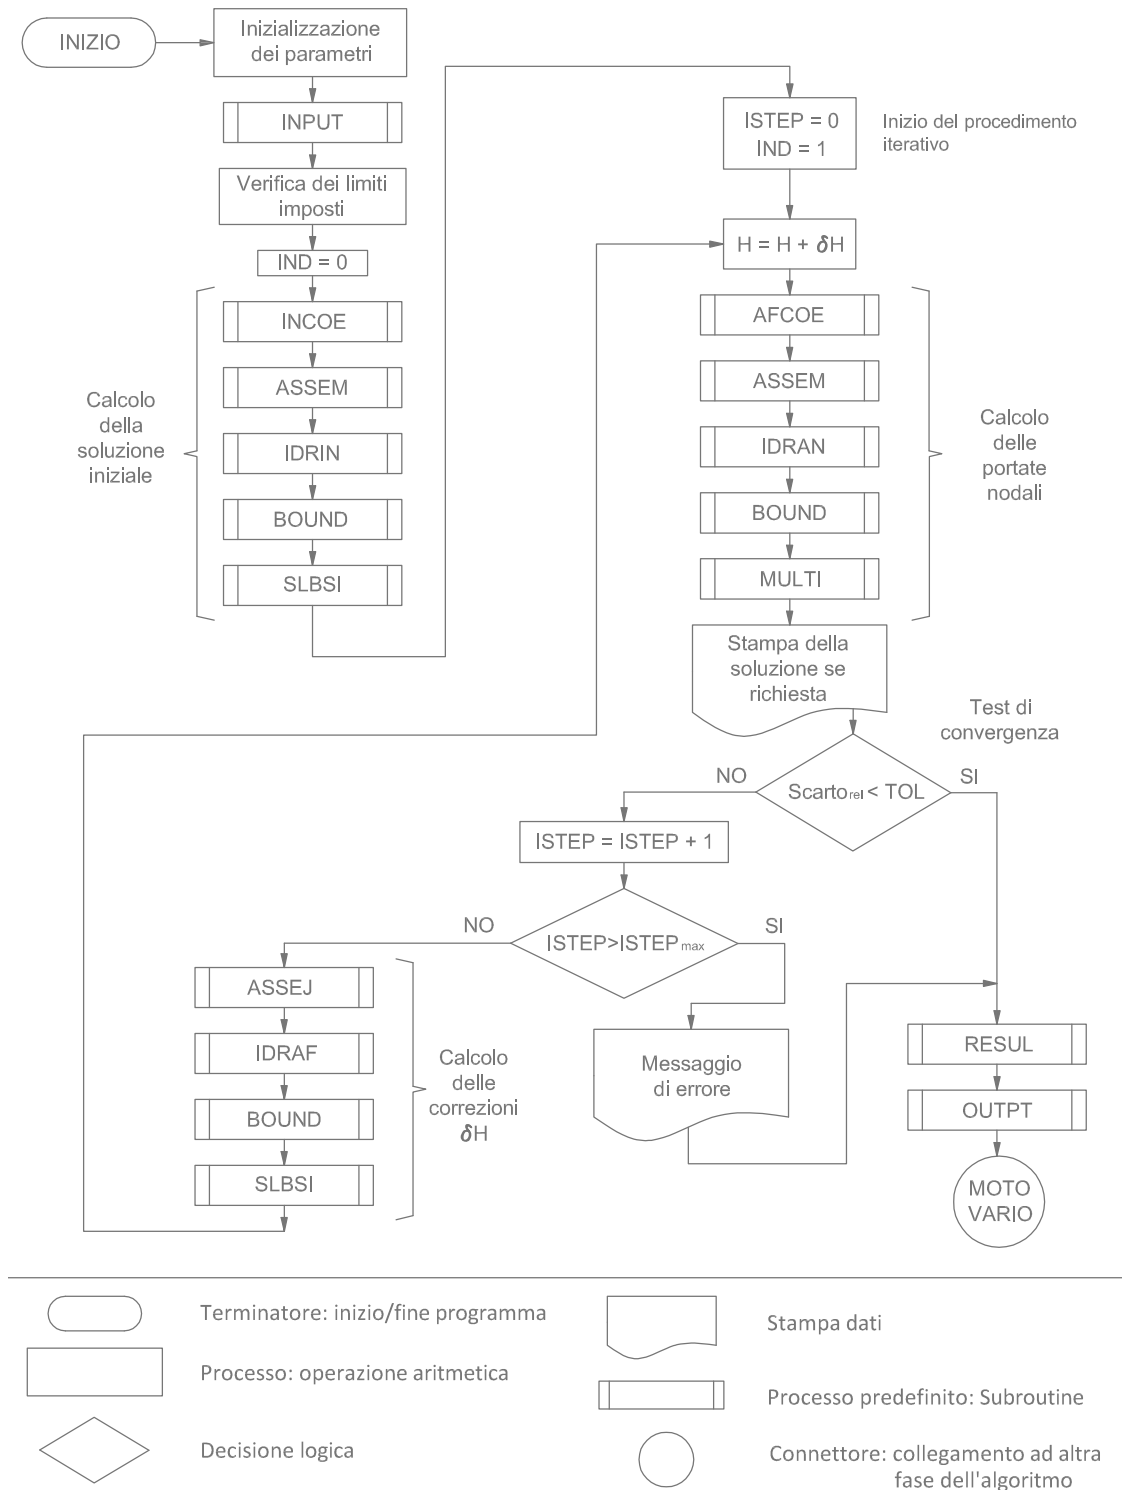 INIZIO
Inizializzazione
dei parametri
INPUT
Verifica dei limiti
imposti
IND = 0
INCOE
ASSEM
IDRIN
BOUND
SLBSI
Calcolo
della
soluzione
iniziale
ISTEP = 0
IND = 1
Inizio del procedimento
iterativo
H = H + δH
AFCOE
ASSEM
IDRAN
BOUND
MULTI
Calcolo
delle
portate
nodali
Stampa della
soluzione se
richiesta
Test di
convergenza
NO
Scarto rel < TOL
SI
ISTEP = ISTEP + 1
NO
ISTEP>ISTEP max
SI
ASSEJ
IDRAF
BOUND
SLBSI
Calcolo
delle
correzioni
δH
Messaggio
di errore
RESUL
OUTPT
MOTO
VARIO
Terminatore: inizio/fine programma
Processo: operazione aritmetica
Decisione logica
Stampa dati
Processo predefinito: Subroutine
Connettore: collegamento ad altra
fase dell'algoritmo